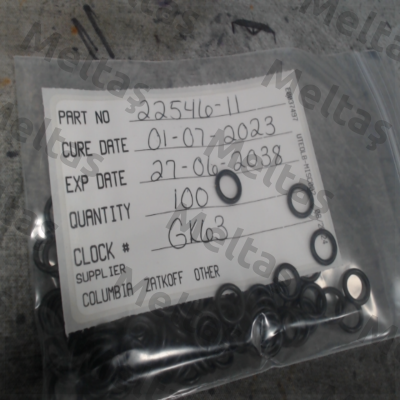 PART NO 22546-11
CURE DATE 01-07-2023
EXP DATE 27-06-2038
QUANTITY 100
CLOCK # GK63
SUPPLIER
COLUMBIA ZATKOFF OTHER
Meltaş